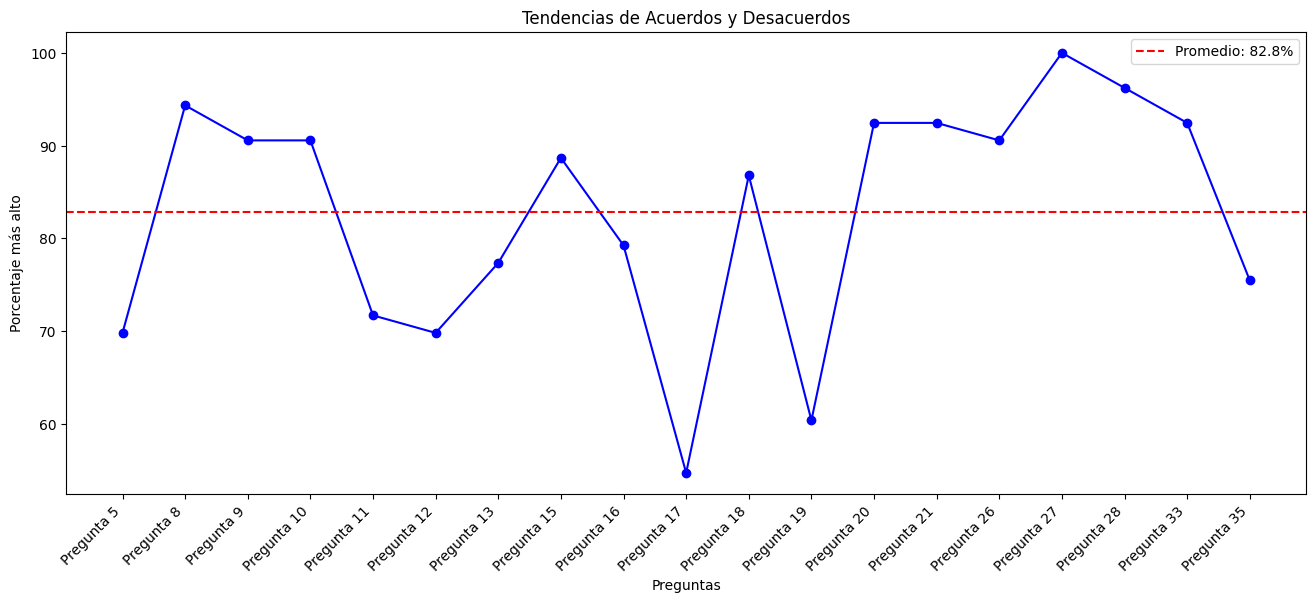 Tendencias de Acuerdos y Desacuerdos
Promedio: 82.8%
Porcentaje más alto
100
90
80
70
60
Pregunta 5
Pregunta 8
Pregunta 9
Pregunta 10
Pregunta 11
Pregunta 12
Pregunta 13
Pregunta 15
Pregunta 16
Pregunta 17
Pregunta 18
Pregunta 19
Pregunta 20
Pregunta 21
Pregunta 26
Pregunta 27
Pregunta 28
Pregunta 33
Pregunta 35
Preguntas